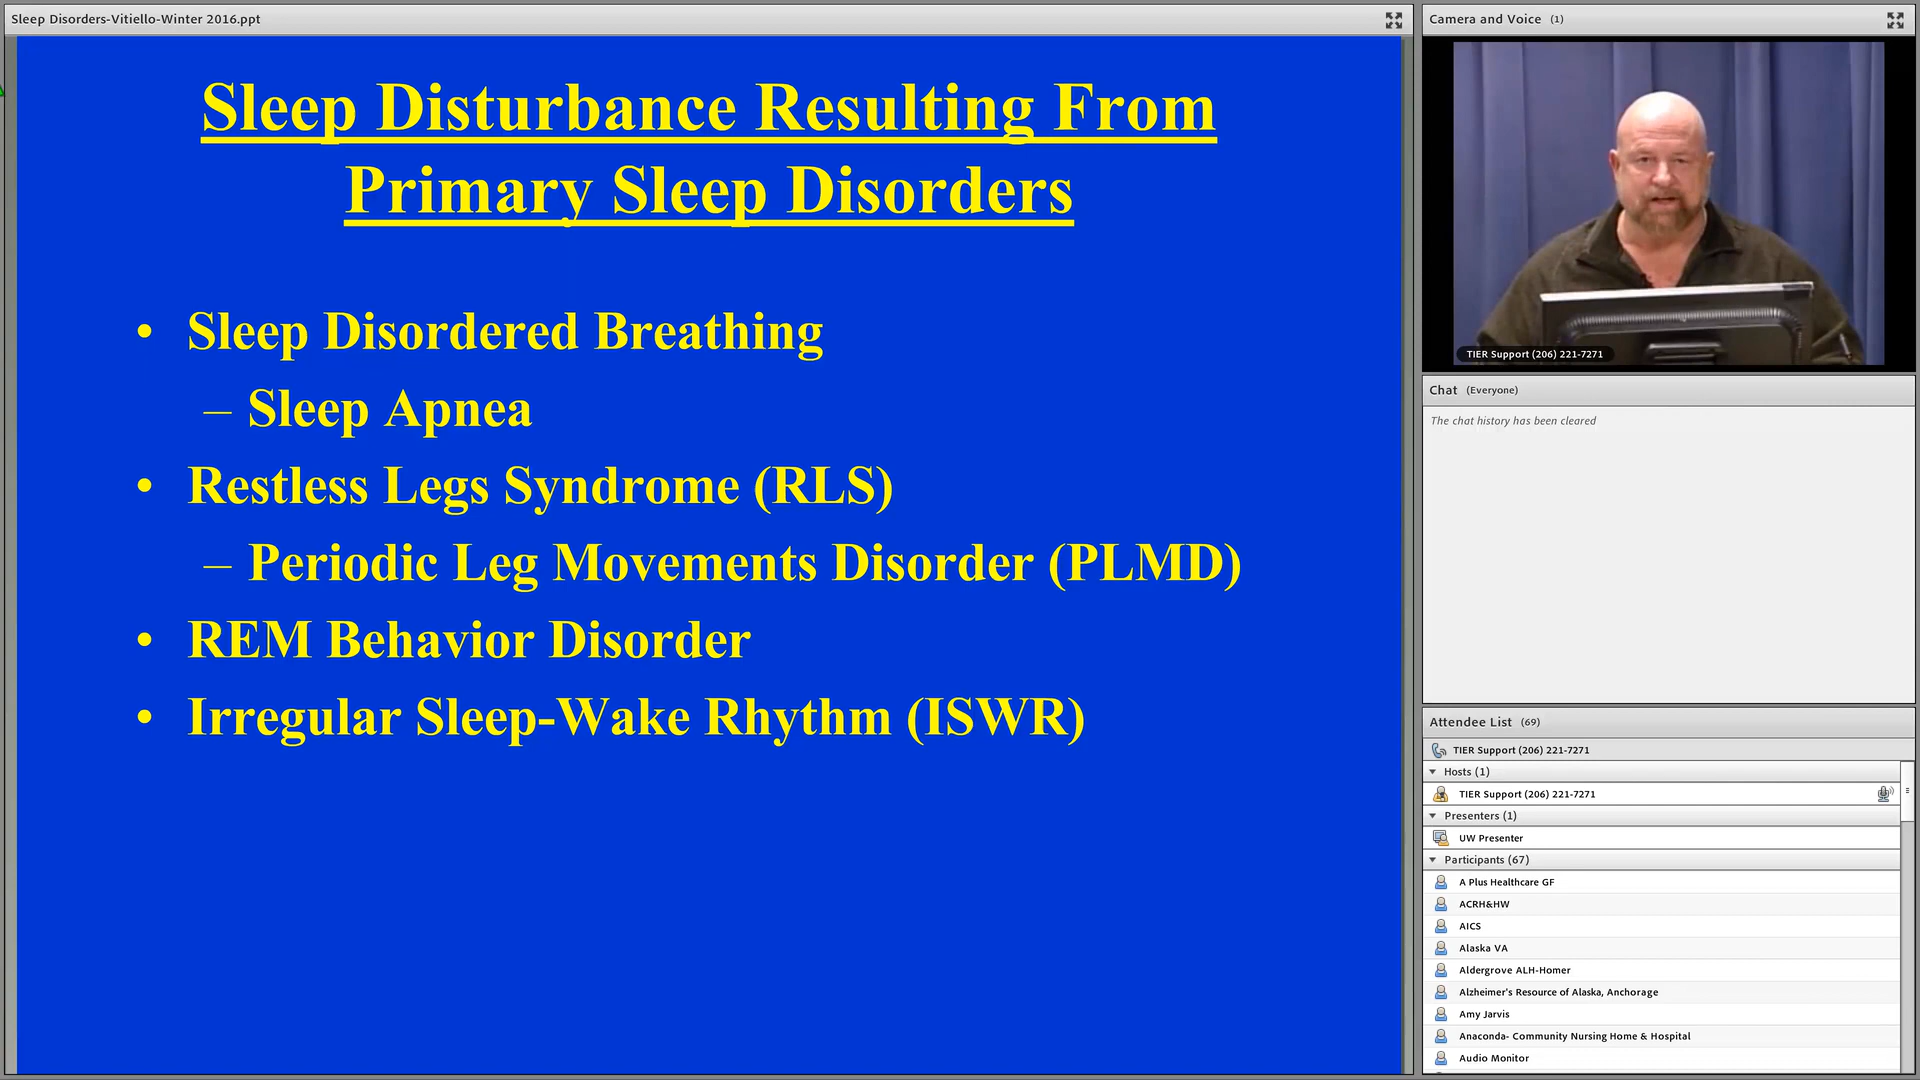 Sleep Disorders-Vitiello-Winter 2016.ppt
Sleep Disturbance Resulting From
Primary Sleep Disorders
• Sleep Disordered Breathing
– Sleep Apnea
• Restless Legs Syndrome (RLS)
– Periodic Leg Movements Disorder (PLMD)
• REM Behavior Disorder
• Irregular Sleep-Wake Rhythm (ISWR)
Camera and Voice (1)
TIER Support (206) 221-7271
Chat (Everyone)
The chat history has been cleared
Attendee List (69)
TIER Support (206) 221-7271
Hosts (1)
TIER Support (206) 221-7271
Presenters (1)
UW Presenter
Participants (67)
A Plus Healthcare GF
ACRH&HW
AICS
Alaska VA
Aldergrove ALH-Homer
Alzheimer's Resource of Alaska, Anchorage
Amy Jarvis
Anaconda- Community Nursing Home & Hospital
Audio Monitor